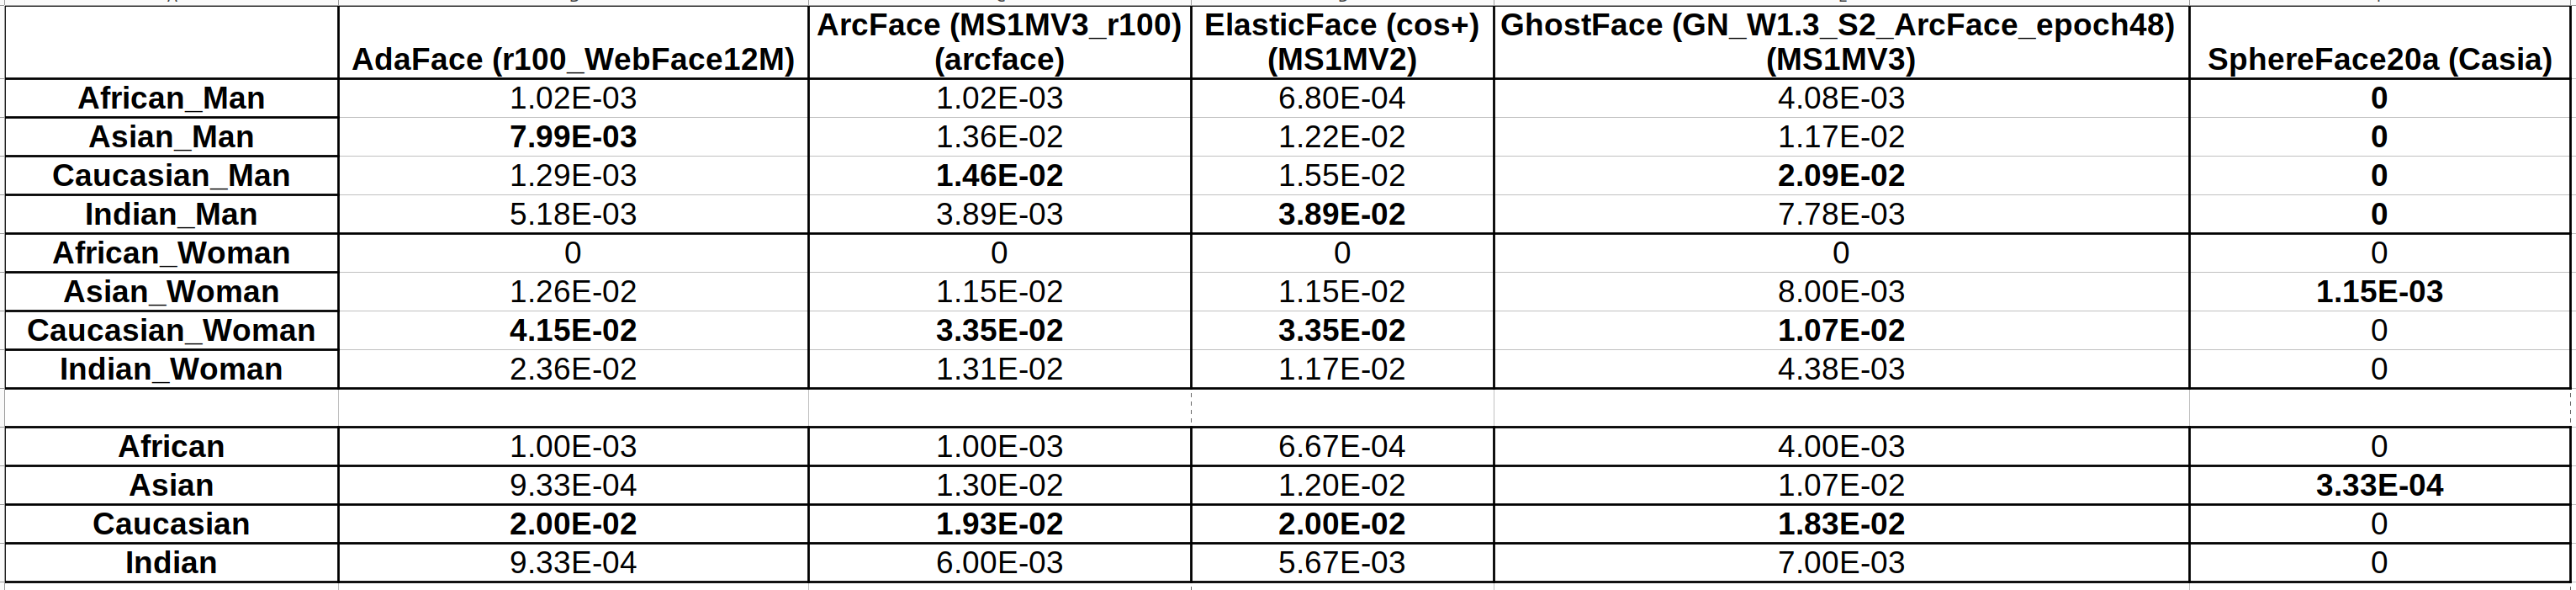 AdaFace (r100_WebFace12M) ArcFace (MS1MV3_r100) (arcface) ElasticFace (cos+) (MS1MV2) GhostFace (GN_W1.3_S2_ArcFace_epoch48) (MS1MV3) SphereFace20a (Casia)
African_Man 1.02E-03 1.02E-03 6.80E-04 4.08E-03 0
Asian_Man 7.99E-03 1.36E-02 1.22E-02 1.17E-02 0
Caucasian_Man 1.29E-03 1.46E-02 1.55E-02 2.09E-02 0
Indian_Man 5.18E-03 3.89E-03 3.89E-02 7.78E-03 0
African_Woman 0 0 0 0 0
Asian_Woman 1.26E-02 1.15E-02 1.15E-02 8.00E-03 1.15E-03
Caucasian_Woman 4.15E-02 3.35E-02 3.35E-02 1.07E-02 0
Indian_Woman 2.36E-02 1.31E-02 1.17E-02 4.38E-03 0
African 1.00E-03 1.00E-03 6.67E-04 4.00E-03 0
Asian 9.33E-04 1.30E-02 1.20E-02 1.07E-02 3.33E-04
Caucasian 2.00E-02 1.93E-02 2.00E-02 1.83E-02 0
Indian 9.33E-04 6.00E-03 5.67E-03 7.00E-03 0